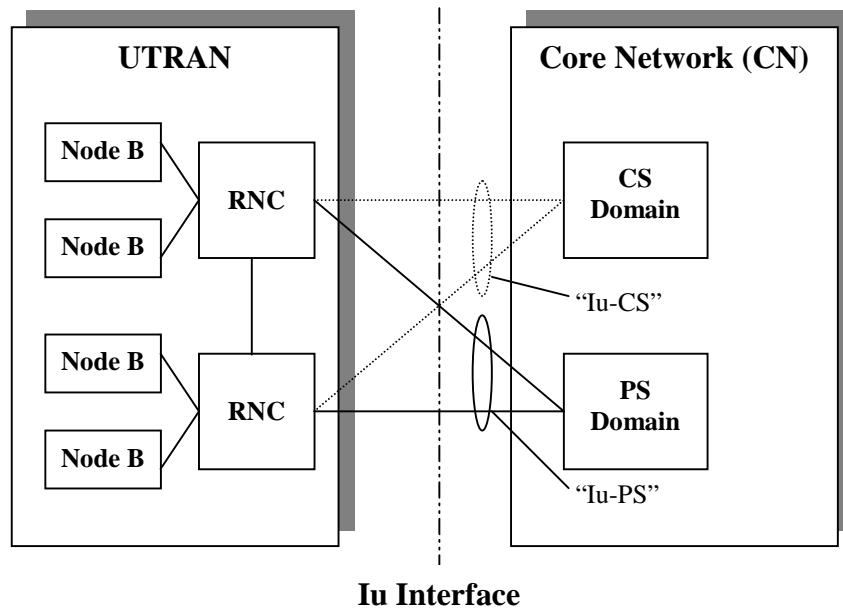 UTRAN
Node B
Node B
RNC
Node B
Node B
RNC
Core Network (CN)
CS
Domain
“Iu-CS”
PS
Domain
“Iu-PS”
Iu Interface